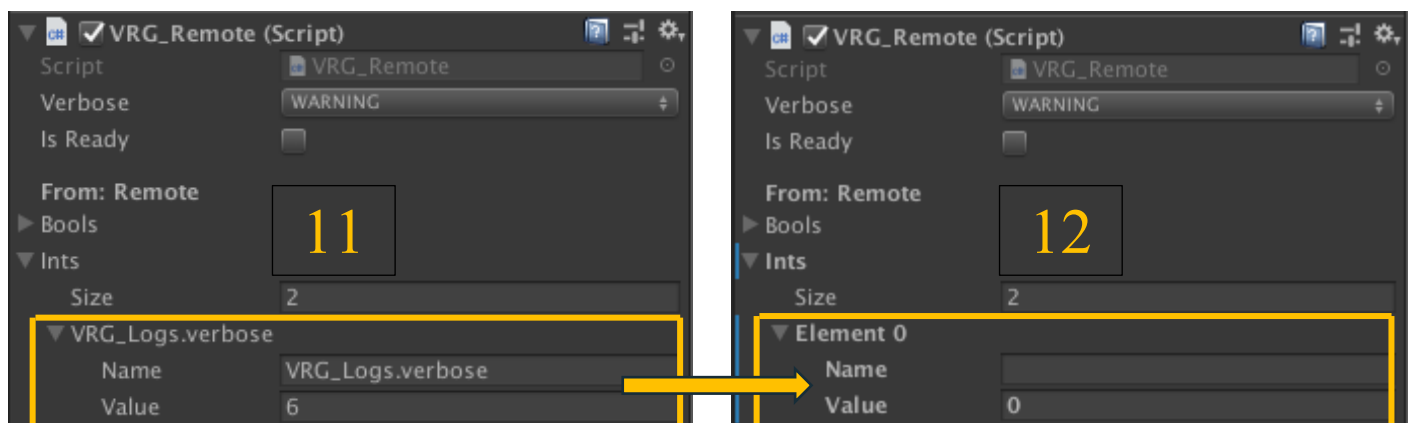 VRG_Remote (Script)
Script VRG_Remote
Verbose WARNING
Is Ready
From: Remote
Bools
Ints
Size 2
VRG_Logs.verbose
Name VRG_Logs.verbose
Value 6
11
VRG_Remote (Script)
Script VRG_Remote
Verbose WARNING
Is Ready
From: Remote
Bools
Ints
Size 2
Element 0
Name
Value 0
12